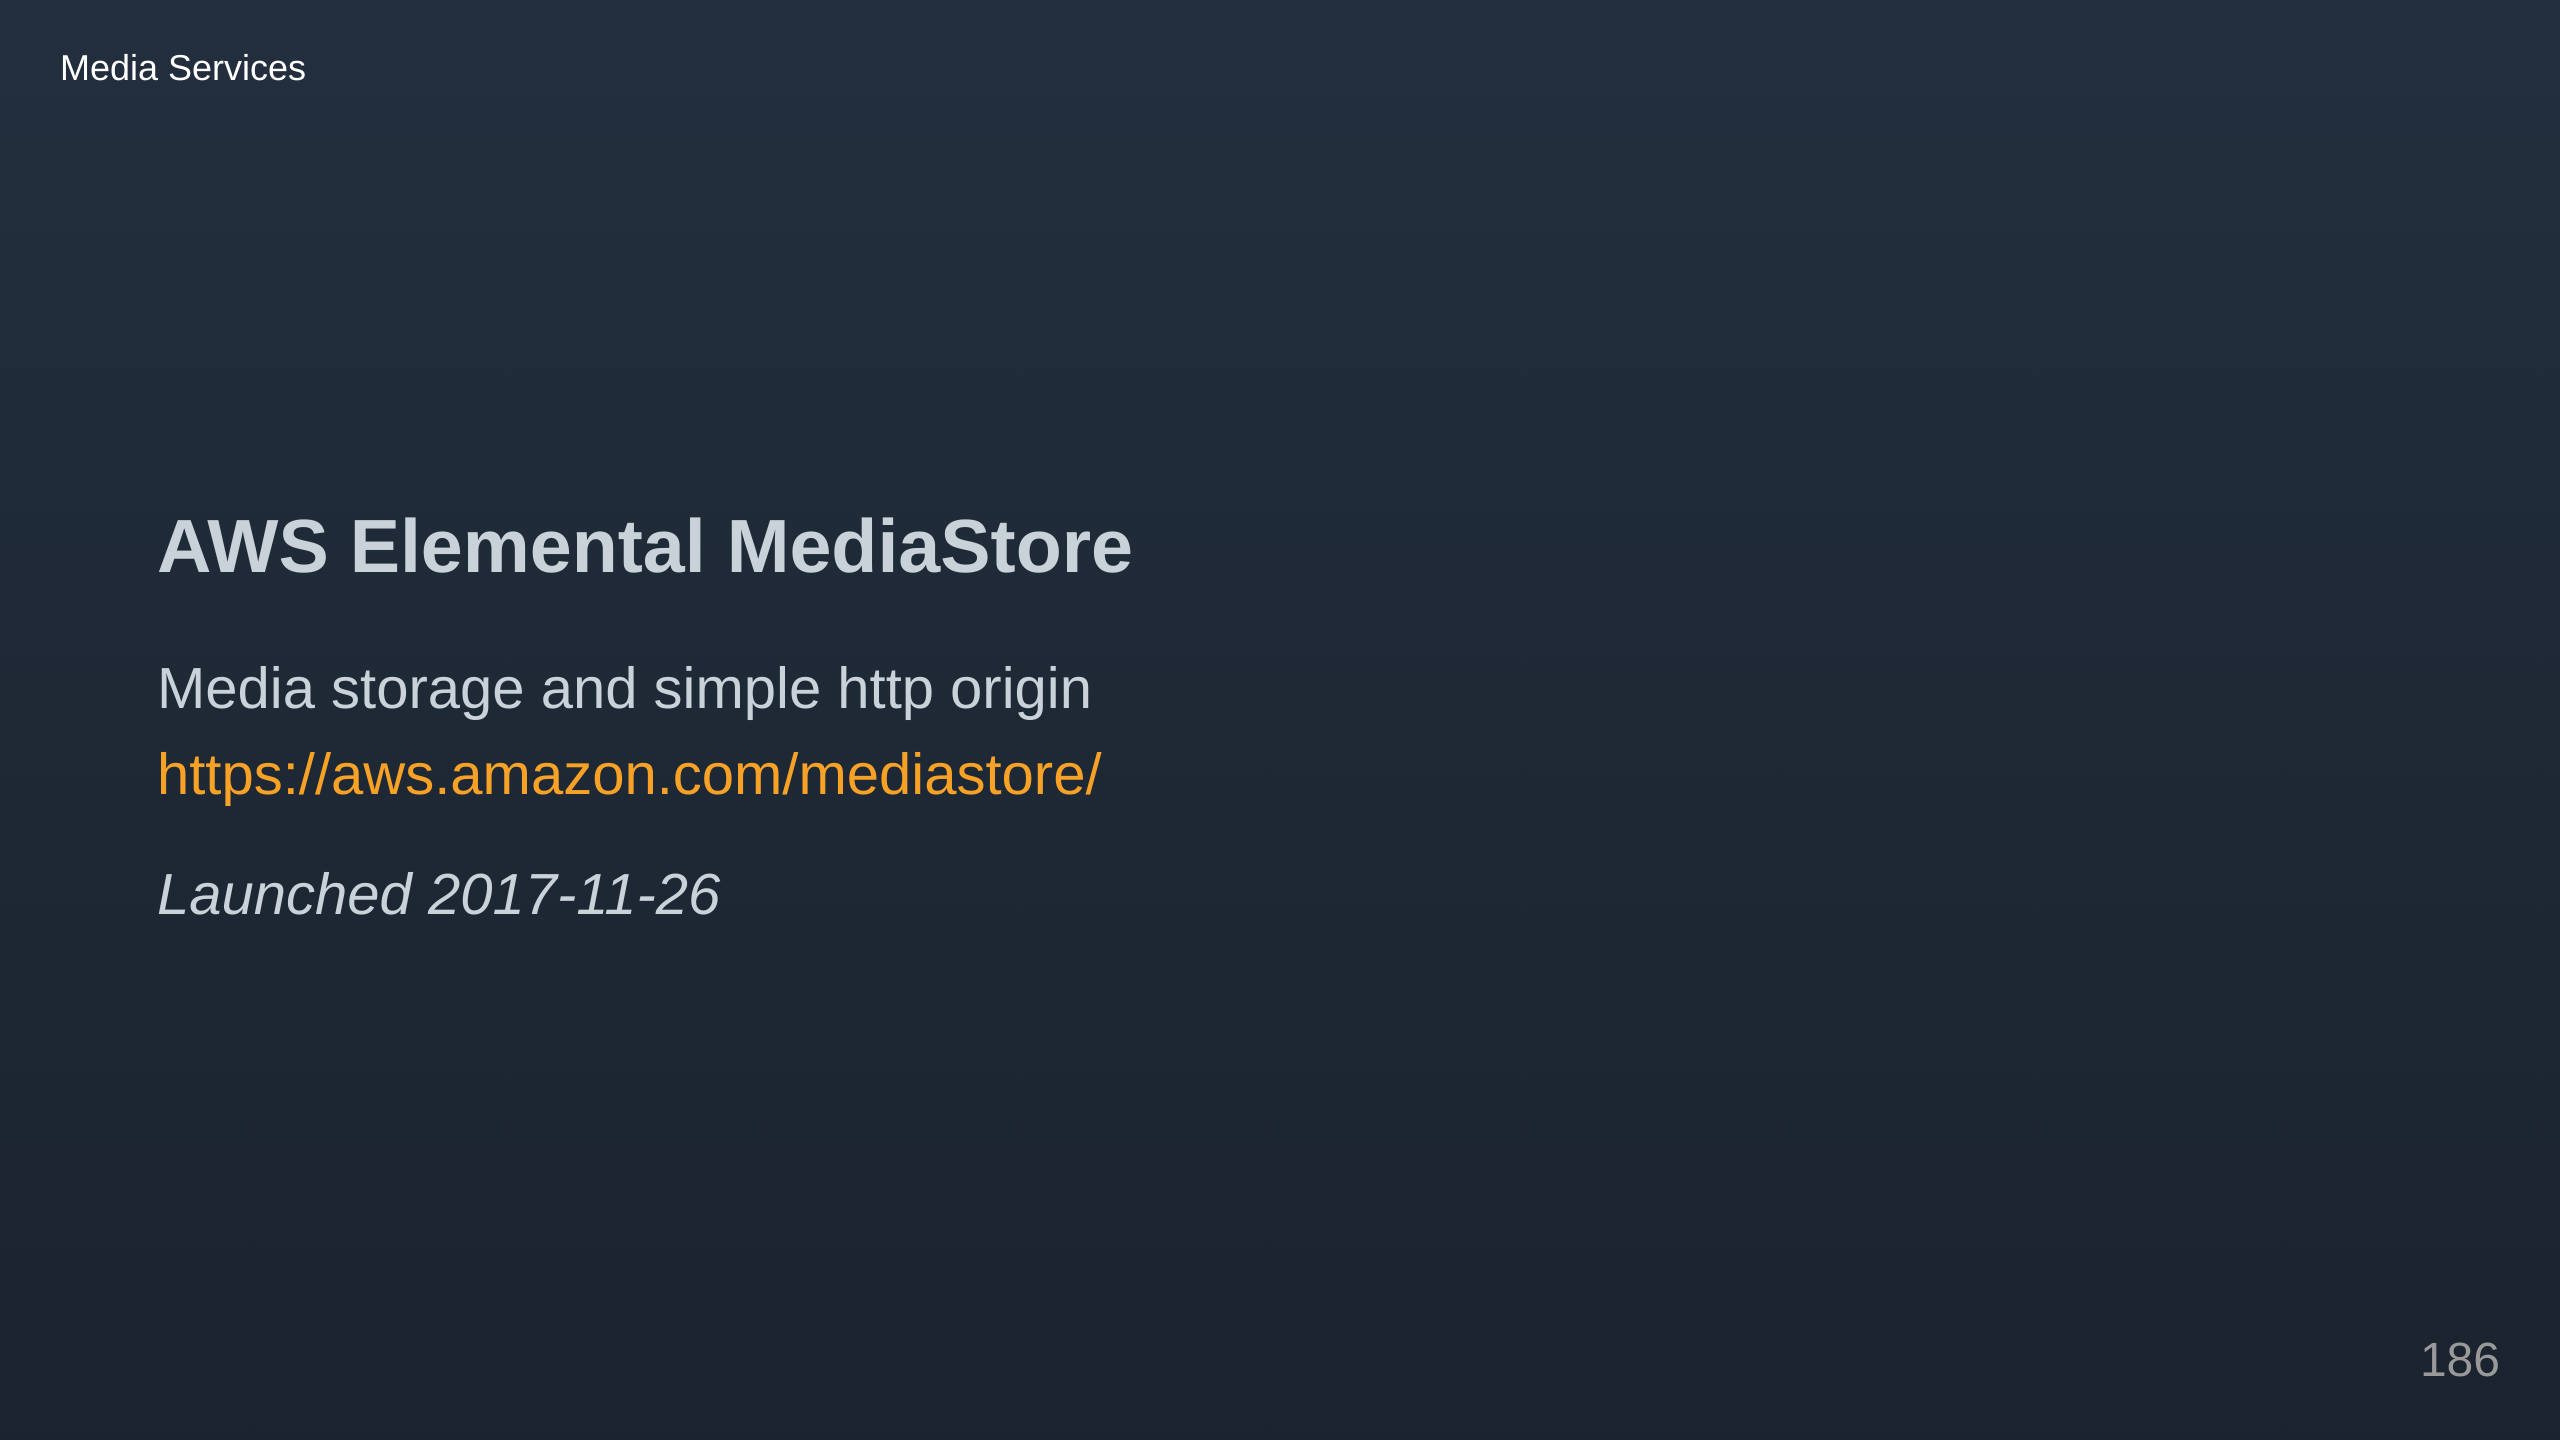 Media Services
AWS Elemental MediaStore
Media storage and simple http origin
https://aws.amazon.com/mediastore/
Launched 2017-11-26
186